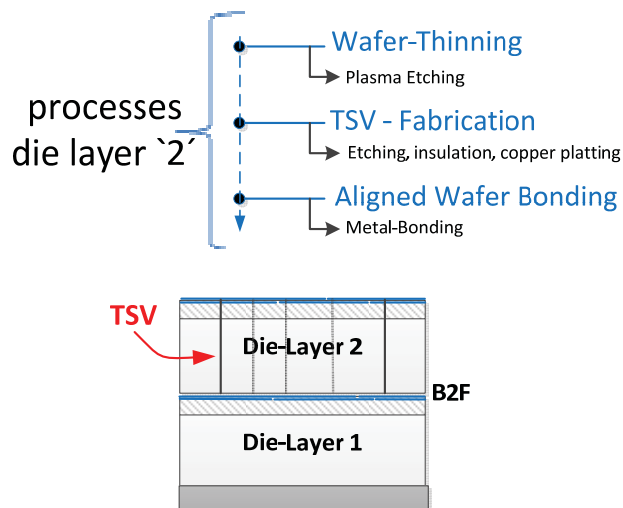 Wafer-Thinning
Plasma Etching
processes
die layer `2´
TSV - Fabrication
Etching, insulation, copper platting
Aligned Wafer Bonding
Metal-Bonding
TSV
Die-Layer 2
B2F
Die-Layer 1